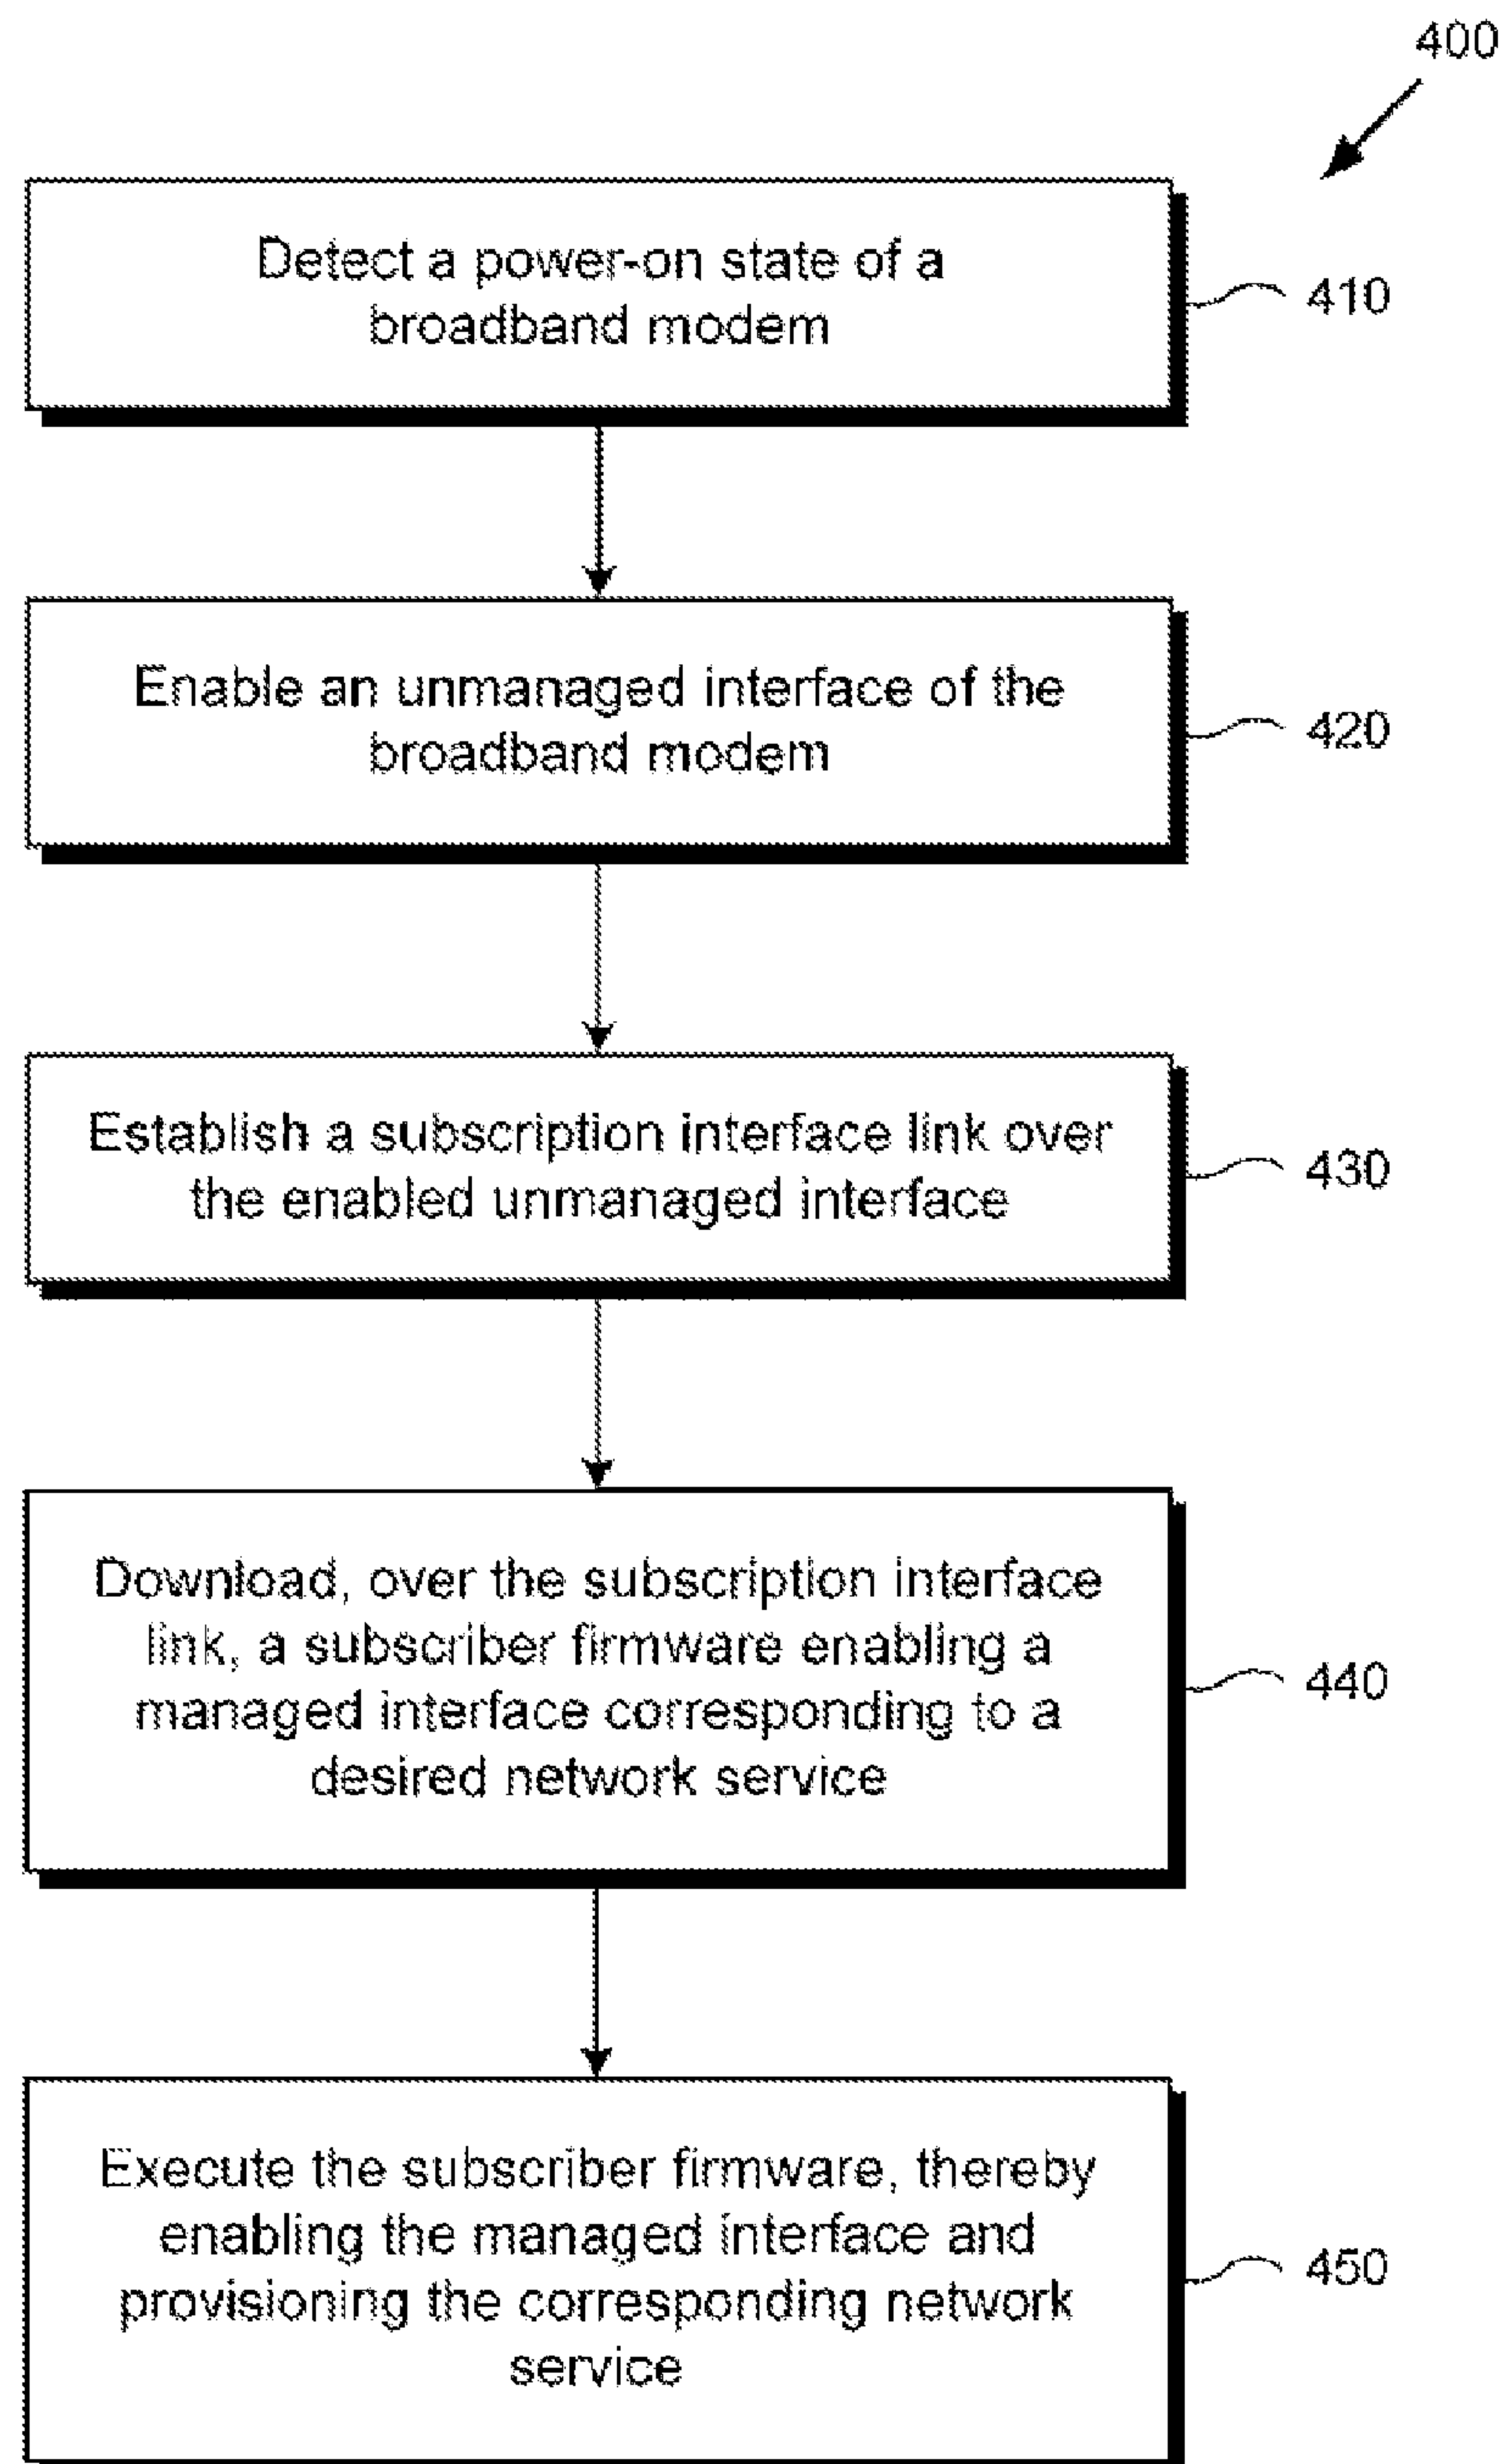 400
Detect a power-on state of a
broadband modem
410
Enable an unmanaged interface of the
broadband modem
420
Establish a subscription interface link over
the enabled unmanaged interface
430
Download, over the subscription interface
link, a subscriber firmware enabling a
managed interface corresponding to a
desired network service
440
Execute the subscriber firmware, thereby
enabling the managed interface and
provisioning the corresponding network
service
450